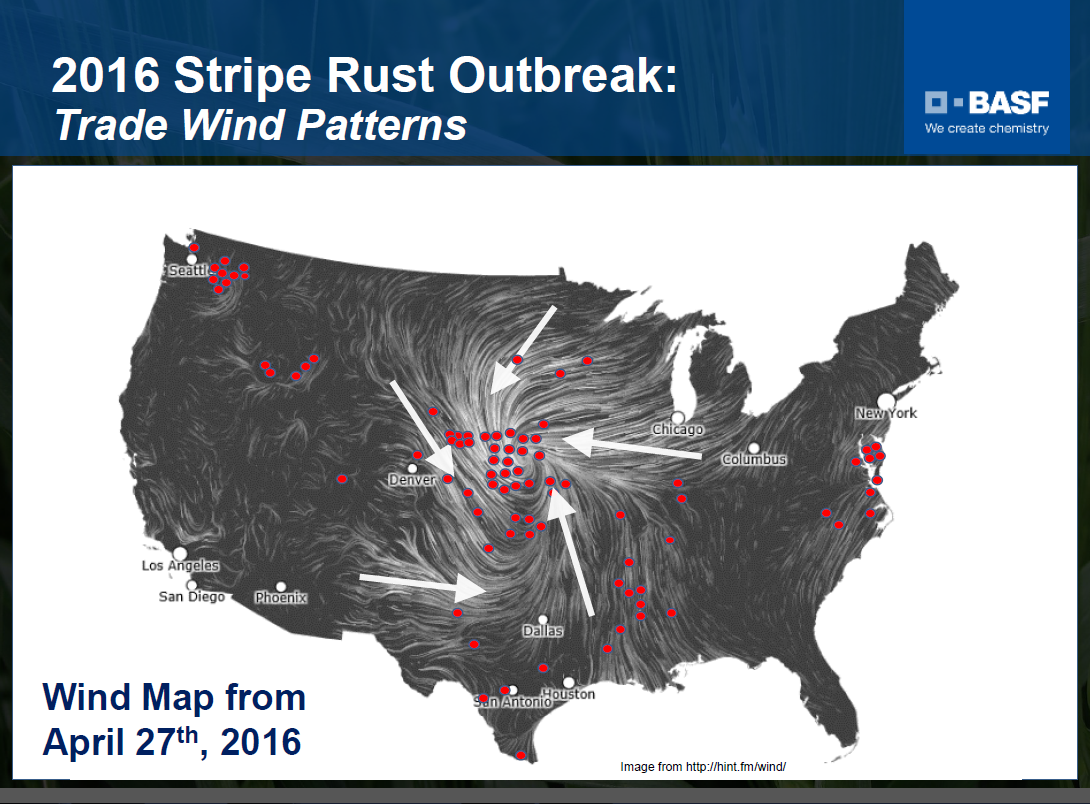 2016 Stripe Rust Outbreak:
Trade Wind Patterns
BASF
We create chemistry
Seattle
New York
Chicago
Columbus
Denver
Los Angeles
San Diego
Phoenix
Dallas
Houston
San Antonio
Wind Map from
April 27th, 2016
Image from http://hint.fm/wind/